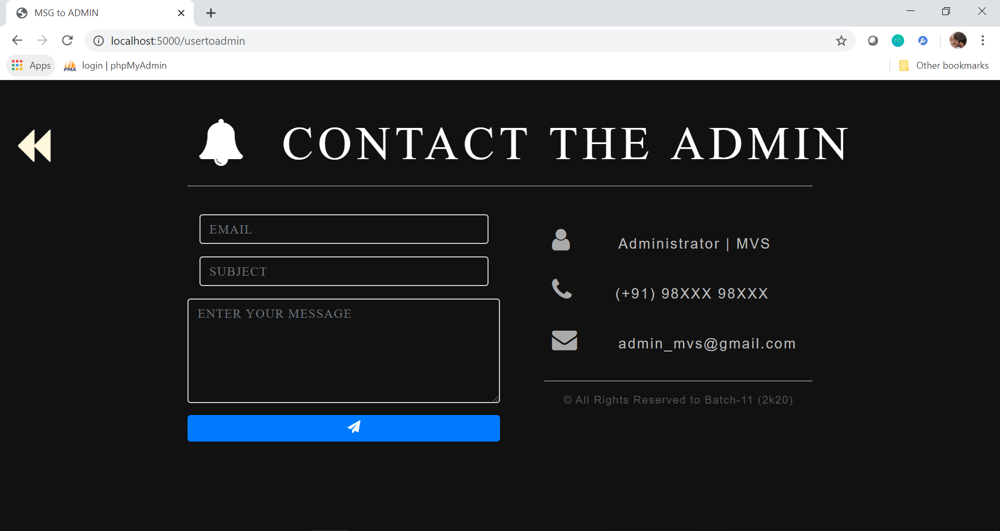 MSG to ADMIN
localhost:5000/usertoadmin
Apps
PMA
login | phpMyAdmin
Other bookmarks
CONTACT THE ADMIN
EMAIL
SUBJECT
ENTER YOUR MESSAGE
Administrator | MVS
(+91) 98XXX 98XXX
admin_mvs@gmail.com
© All Rights Reserved to Batch-11 (2k20)